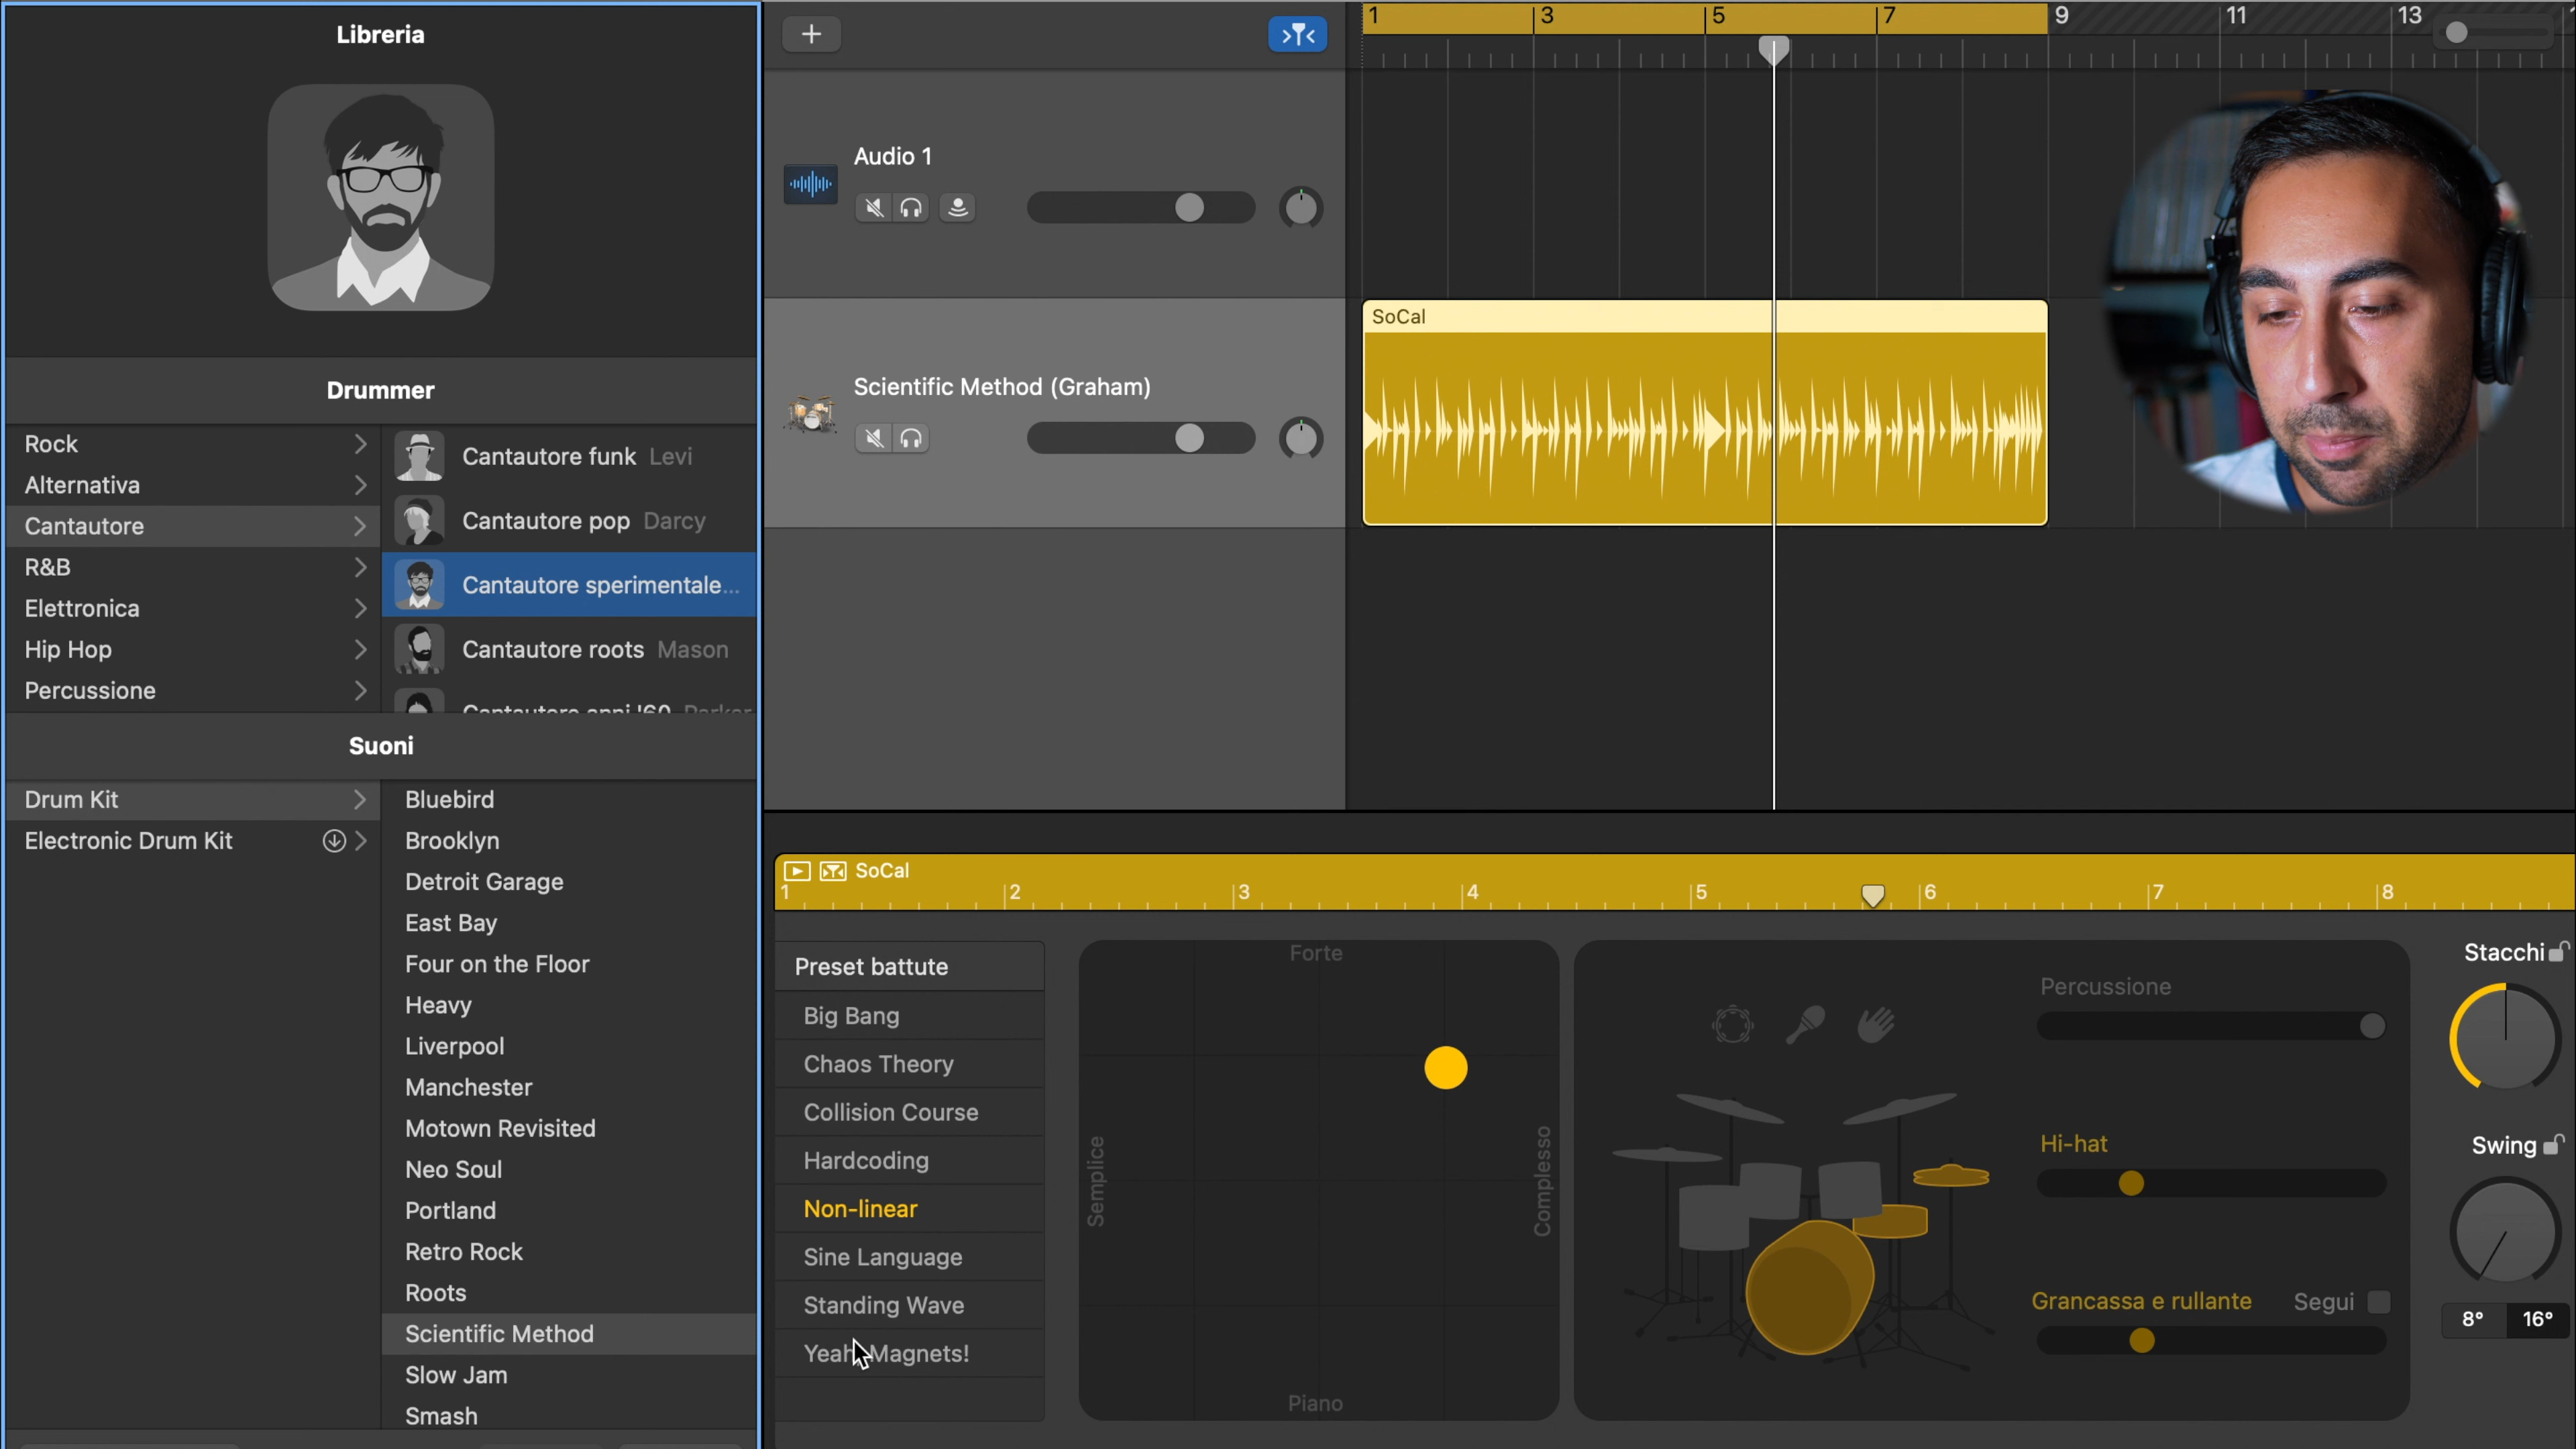 Libreria
Drummer
Rock
Alternativa
Cantautore
R&B
Elettronica
Hip Hop
Percussione
Cantautore funk Levi
Cantautore pop Darcy
Cantautore sperimentale...
Cantautore roots Mason
Cantautore anni '60 Parker
Suoni
Drum Kit
Electronic Drum Kit
Bluebird
Brooklyn
Detroit Garage
East Bay
Four on the Floor
Heavy
Liverpool
Manchester
Motown Revisited
Neo Soul
Portland
Retro Rock
Roots
Scientific Method
Slow Jam
Smash
1 3 5 7 9 11 13
Audio 1
Scientific Method (Graham)
SoCal
SoCal
1 2 3 4 5 6 7 8
Preset battute
Big Bang
Chaos Theory
Collision Course
Hardcoding
Non-linear
Sine Language
Standing Wave
Yeah Magnets!
Forte
Semplice
Complesso
Piano
Percussione
Hi-hat
Grancassa e rullante Segui
Stacchi
Swing
8° 16°